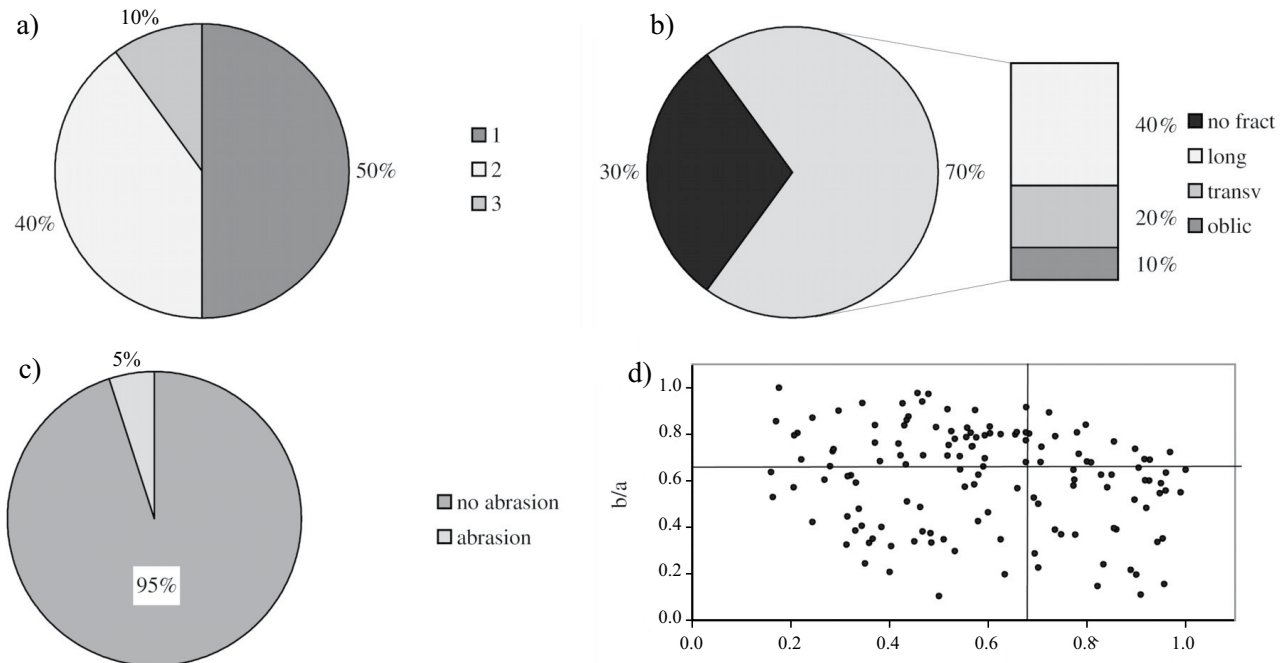 a)
10%
50%
40%
1
2
3
b)
30%
70%
40%
20%
10%
no fract
long
transv
oblic
c)
5%
95%
no abrasion
abrasion
d)
b/a
1.0
0.8
0.6
0.4
0.2
0.0
0.0 0.2 0.4 0.6 0.8 1.0